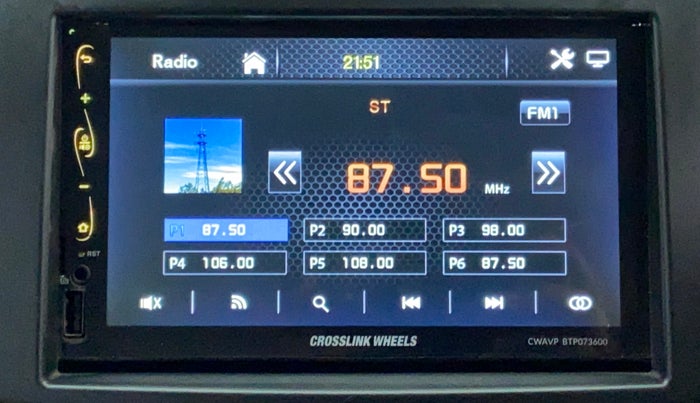 Radio 21:51
ST
FM1
87.50 MHz
P1 87.50 P2 90.00 P3 98.00
P4 106.00 P5 108.00 P6 87.50
RST
CROSSLINK WHEELS
CWAVP BTP073600